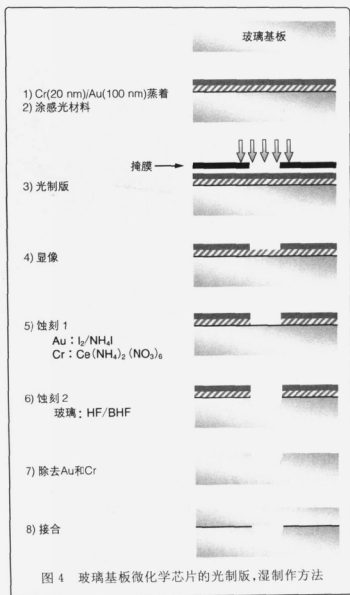 玻璃基板
1) Cr(20 nm)/Au(100 nm)蒸着
2) 涂感光材料
掩膜
3) 光制版
4) 显像
5) 蚀刻 1
Au：I₂/NH₄I
Cr：Ce(NH₄)₂(NO₃)₆
6) 蚀刻 2
玻璃：HF/BHF
7) 除去Au和Cr
8) 接合
图 4 玻璃基板微化学芯片的光制版,湿制作方法